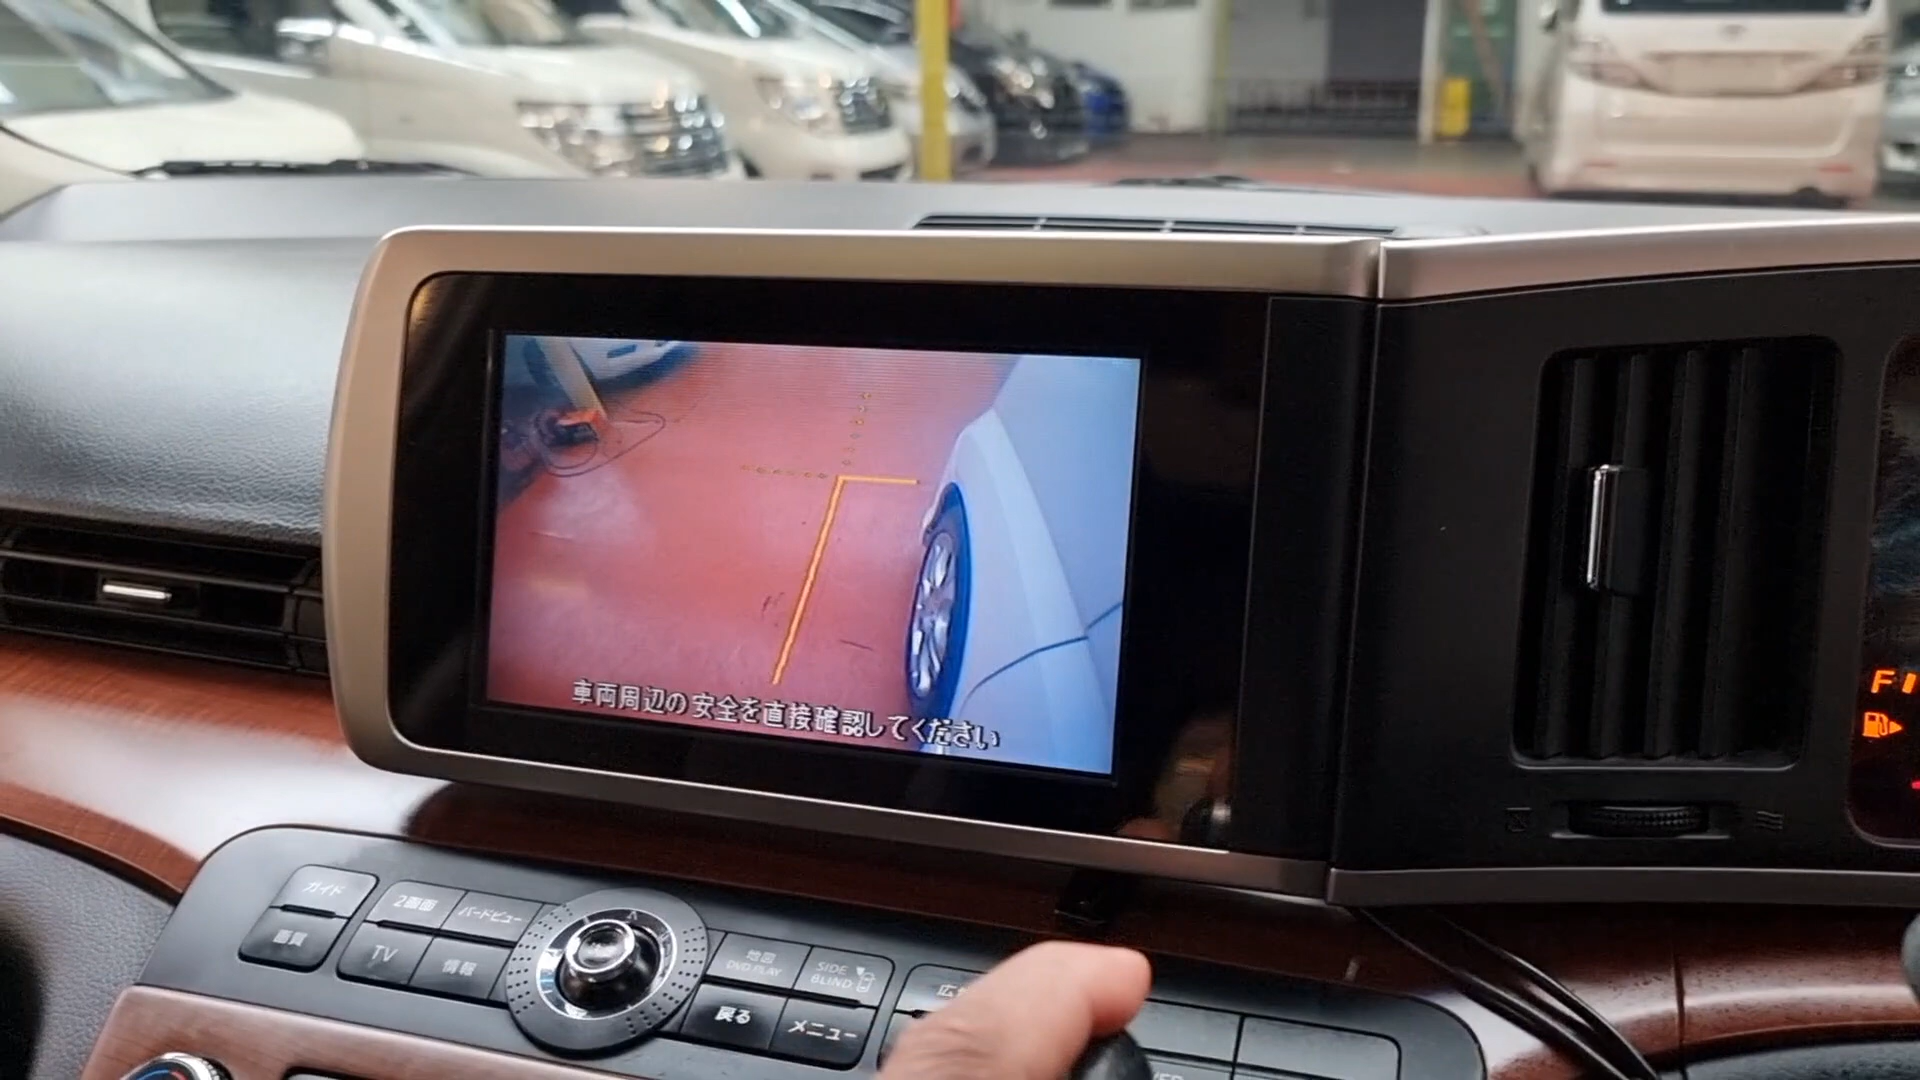 車両周辺の安全を直接確認してください
F
ガイド
2画面
バードビュー
画質
TV
情報
地図
DVD PLAY
SIDE
BLIND
戻る
メニュー